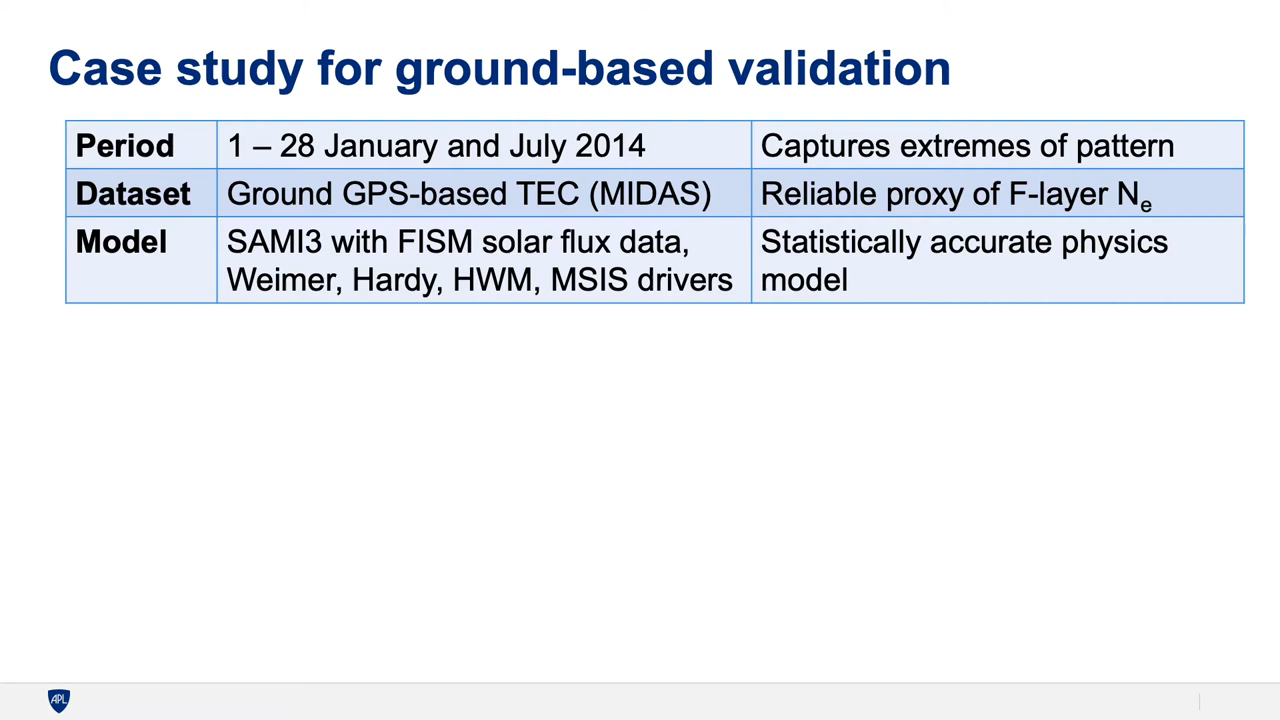 Case study for ground-based validation
Period 1 – 28 January and July 2014 Captures extremes of pattern
Dataset Ground GPS-based TEC (MIDAS) Reliable proxy of F-layer Ne
Model SAMI3 with FISM solar flux data, Statistically accurate physics
Weimer, Hardy, HWM, MSIS drivers model
APL